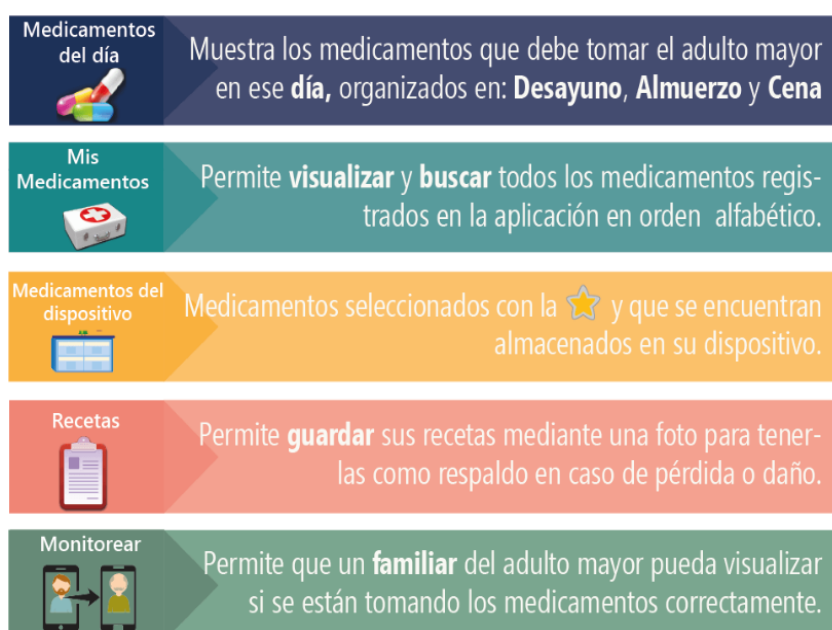 Medicamentos
del día
Muestra los medicamentos que debe tomar el adulto mayor
en ese día, organizados en: Desayuno, Almuerzo y Cena
Mis
Medicamentos
Permite visualizar y buscar todos los medicamentos regis-
trados en la aplicación en orden alfabético.
Medicamentos del
dispositivo
Medicamentos seleccionados con la y que se encuentran
almacenados en su dispositivo.
Recetas
Permite guardar sus recetas mediante una foto para tener-
las como respaldo en caso de pérdida o daño.
Monitorear
Permite que un familiar del adulto mayor pueda visualizar
si se están tomando los medicamentos correctamente.